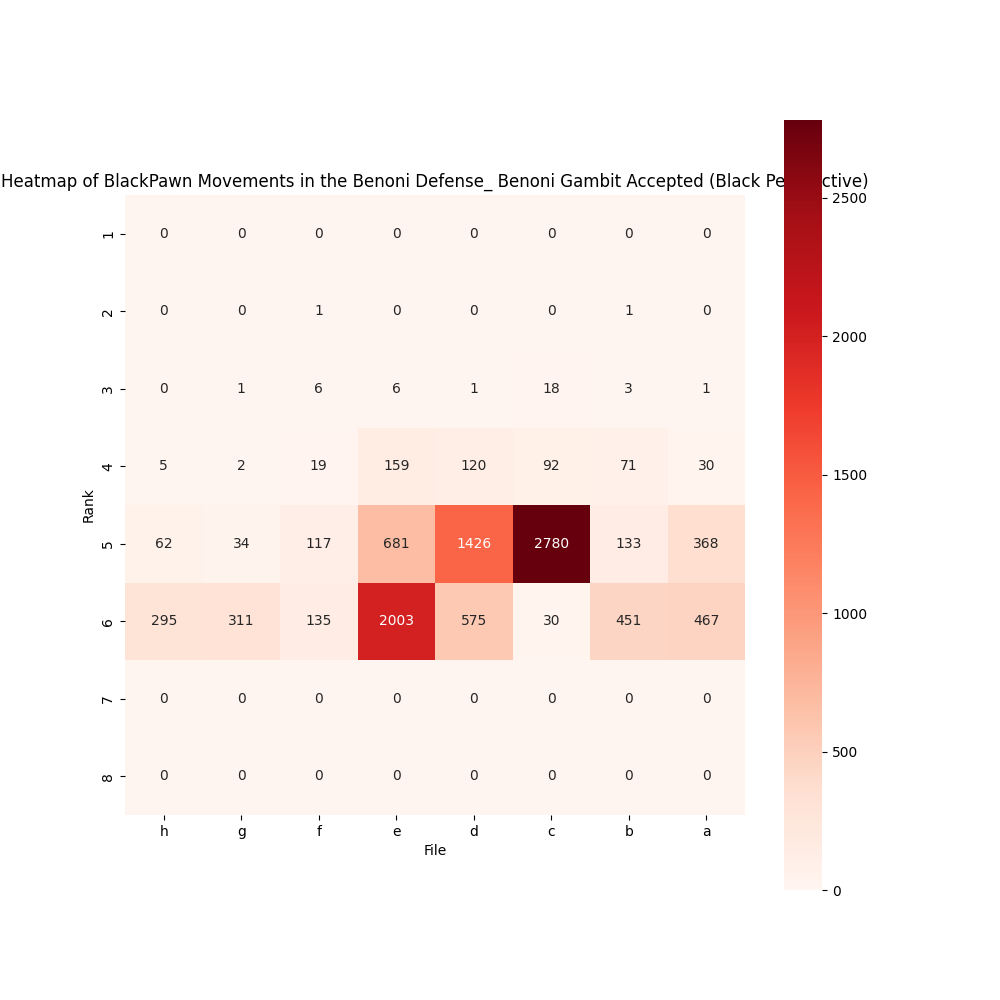 Heatmap of BlackPawn Movements in the Benoni Defense_ Benoni Gambit Accepted (Black Pe ctive)
2500
2000
1500
1000
500
0
Rank
1 0 0 0 0 0 0 0 0
2 0 0 1 0 0 0 1 0
3 0 1 6 6 1 18 3 1
4 5 2 19 159 120 92 71 30
5 62 34 117 681 1426 2780 133 368
6 295 311 135 2003 575 30 451 467
7 0 0 0 0 0 0 0 0
8 0 0 0 0 0 0 0 0
h g f e d c b a
File